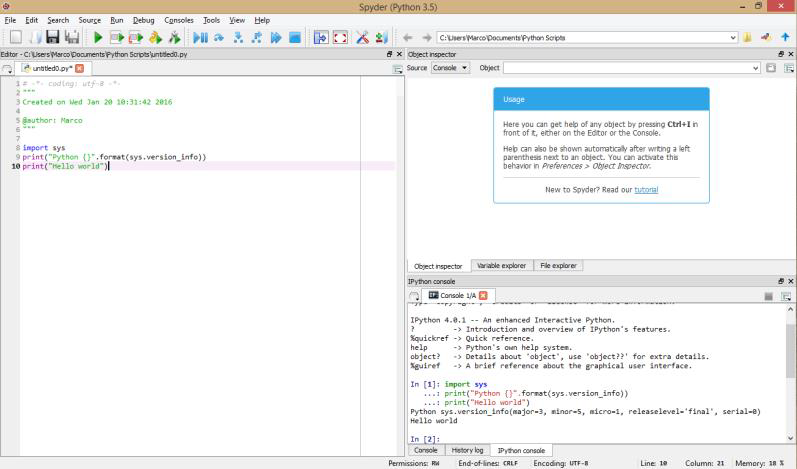 Spyder (Python 3.5)
File Edit Search Source Run Debug Consoles Tools View Help
C:\Users\Marco\Documents\Python Scripts
Editor - C:\Users\Marco\Documents\Python Scripts\untitled0.py
untitled0.py*
1 # -*- coding: utf-8 -*-
2 """
3 Created on Wed Jan 20 10:31:42 2016
4
5 @author: Marco
6 """
7
8 import sys
9 print("Python {}".format(sys.version_info))
10 print("Hello world")
Object inspector
Source Console Object
Usage
Here you can get help of any object by pressing Ctrl+I in
front of it, either on the Editor or the Console.
Help can also be shown automatically after writing a left
parenthesis next to an object. You can activate this
behavior in Preferences > Object Inspector.
New to Spyder? Read our tutorial
Object inspector Variable explorer File explorer
IPython console
Console 1/A
IPython 4.0.1 -- An enhanced Interactive Python.
? -> Introduction and overview of IPython's features.
%quickref -> Quick reference.
help -> Python's own help system.
object? -> Details about 'object', use 'object??' for extra details.
%guiref -> A brief reference about the graphical user interface.
In [1]: import sys
...: print("Python {}".format(sys.version_info))
...: print("Hello world")
Python sys.version_info(major=3, minor=5, micro=1, releaselevel='final', serial=0)
Hello world
In [2]:
Console History log IPython console
Permissions: RW End-of-lines: CRLF Encoding: UTF-8 Line: 10 Column: 21 Memory: 18 %